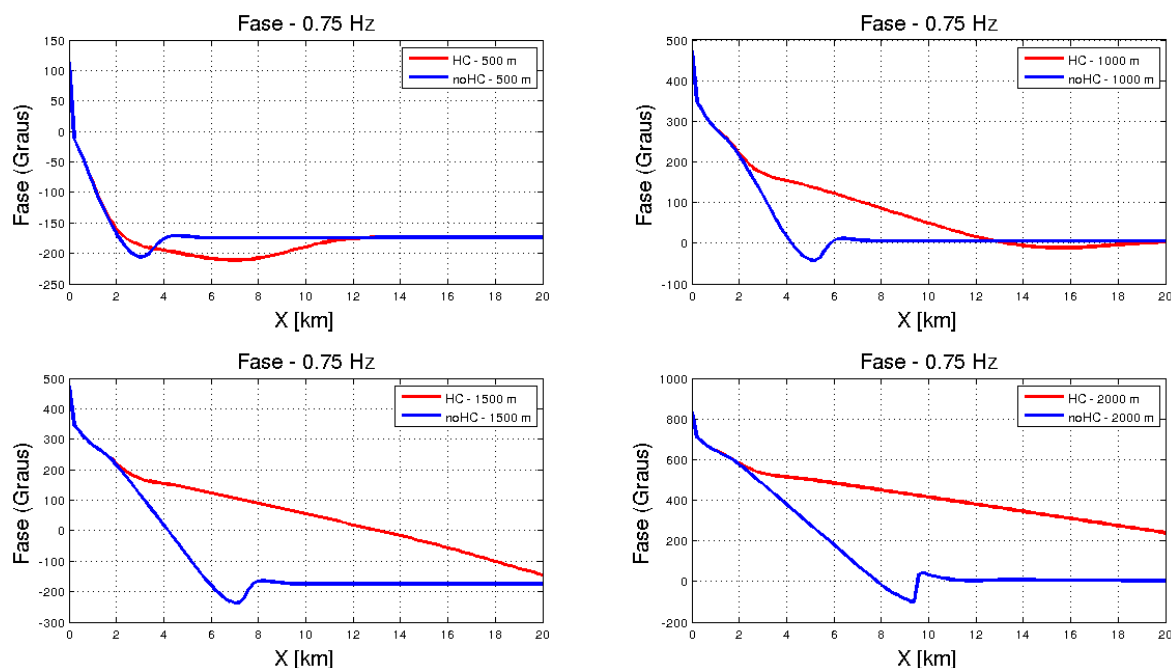 Fase - 0.75 Hz
150
100
50
0
-50
-100
-150
-200
-250
Fase (Graus)
HC - 500 m
noHC - 500 m
0 2 4 6 8 10 12 14 16 18 20
X [km]
Fase - 0.75 Hz
500
400
300
200
100
0
-100
Fase (Graus)
HC - 1000 m
noHC - 1000 m
0 2 4 6 8 10 12 14 16 18 20
X [km]
Fase - 0.75 Hz
500
400
300
200
100
0
-100
-200
-300
Fase (Graus)
HC - 1500 m
noHC - 1500 m
0 2 4 6 8 10 12 14 16 18 20
X [km]
Fase - 0.75 Hz
1000
800
600
400
200
0
-200
Fase (Graus)
HC - 2000 m
noHC - 2000 m
0 2 4 6 8 10 12 14 16 18 20
X [km]